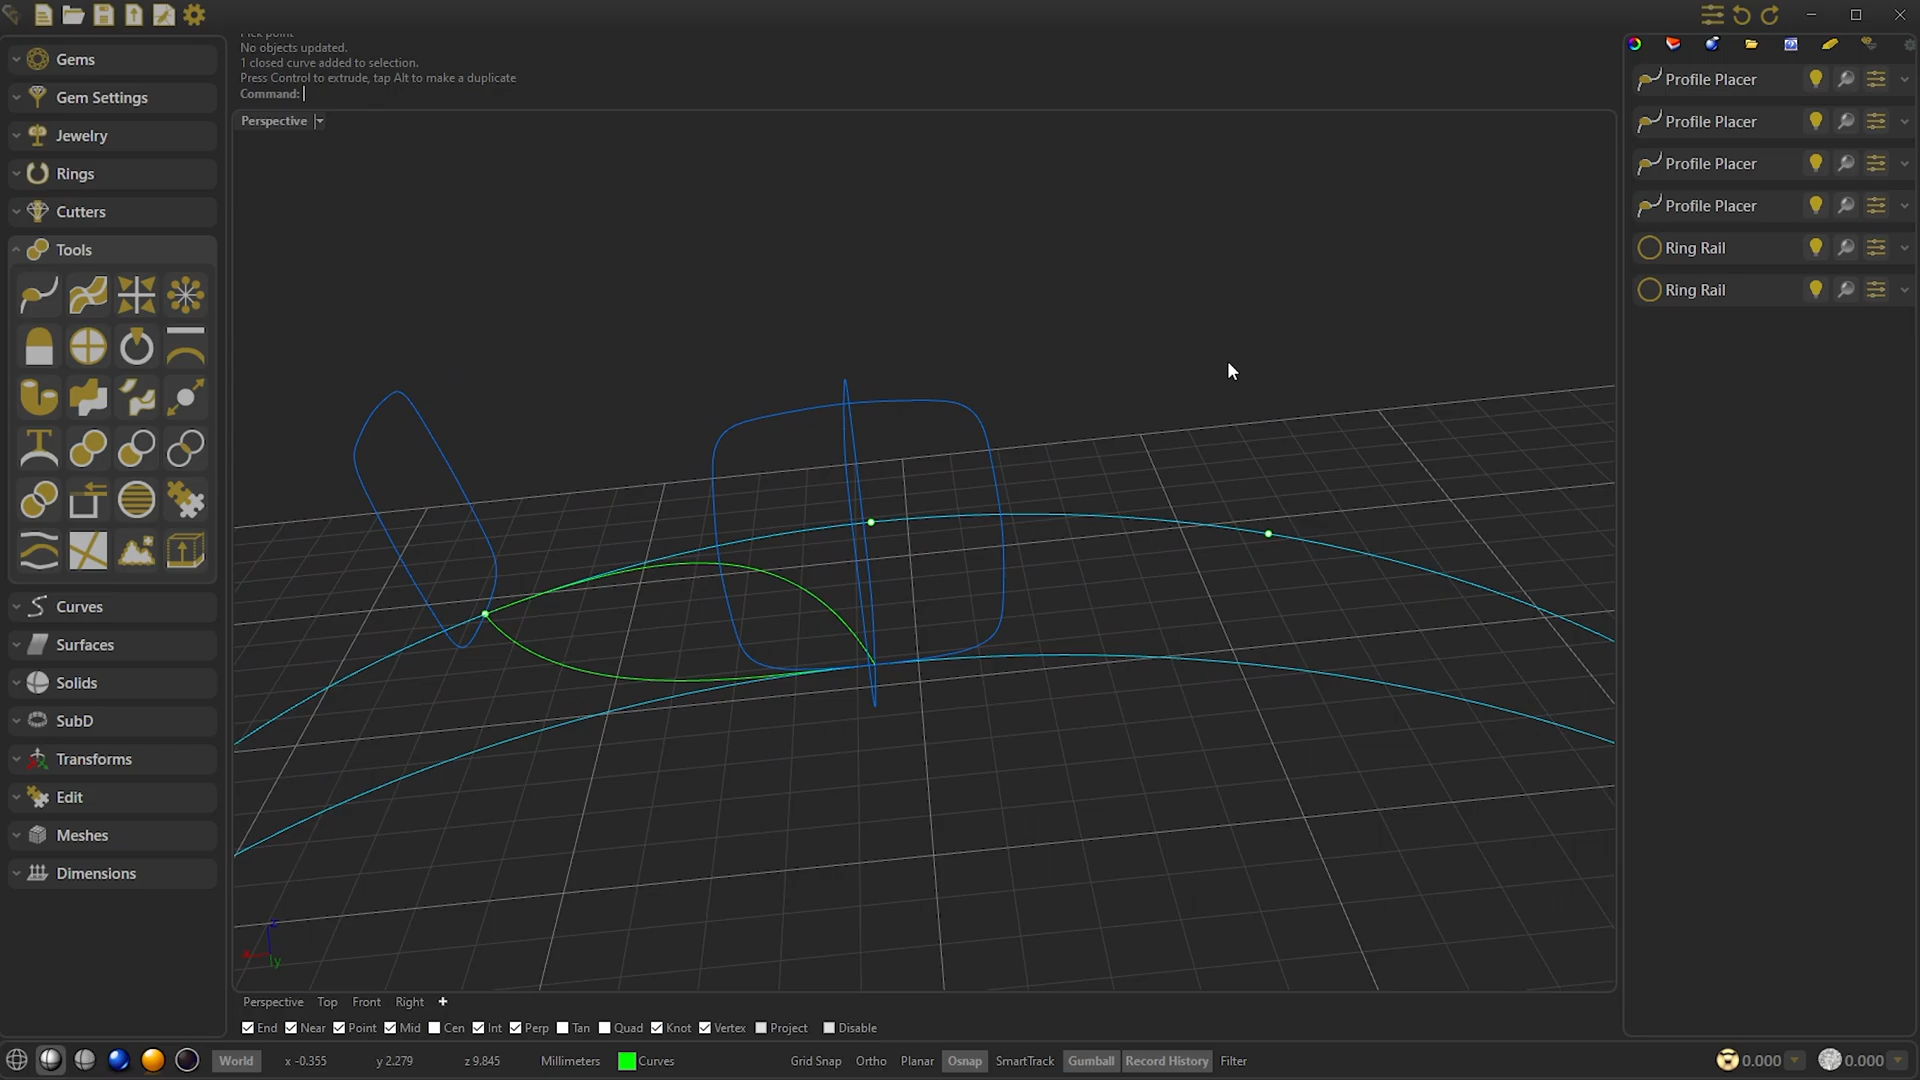 Pick point
No objects updated.
1 closed curve added to selection.
Press Control to extrude, tap Alt to make a duplicate
Command:
Perspective
Gems
Gem Settings
Jewelry
Rings
Cutters
Tools
Curves
Surfaces
Solids
SubD
Transforms
Edit
Meshes
Dimensions
Profile Placer
Profile Placer
Profile Placer
Profile Placer
Ring Rail
Ring Rail
z
y
Perspective Top Front Right
End Near Point Mid Cen Int Perp Tan Quad Knot Vertex Project Disable
World x -0.355 y 2.279 z 9.845 Millimeters Curves Grid Snap Ortho Planar Osnap SmartTrack Gumball Record History Filter 0.000 0.000